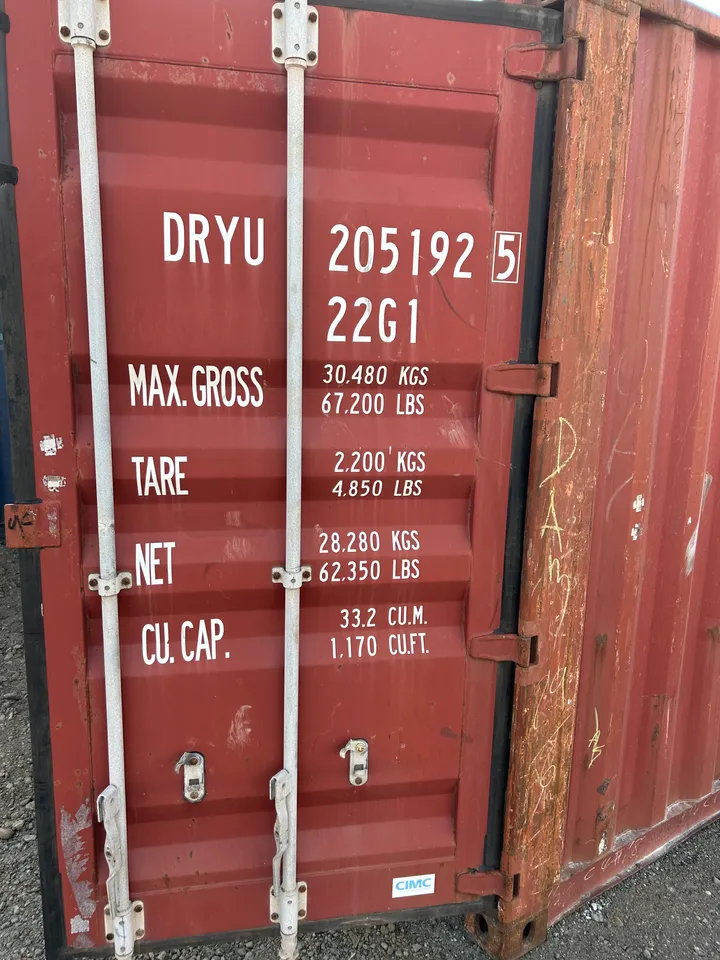 DRYU 205192 5
22G1
MAX. GROSS 30,480 KGS
67,200 LBS
TARE 2,200 KGS
4,850 LBS
NET 28,280 KGS
62,350 LBS
CU. CAP. 33.2 CU.M.
1,170 CU.FT.
CIMC